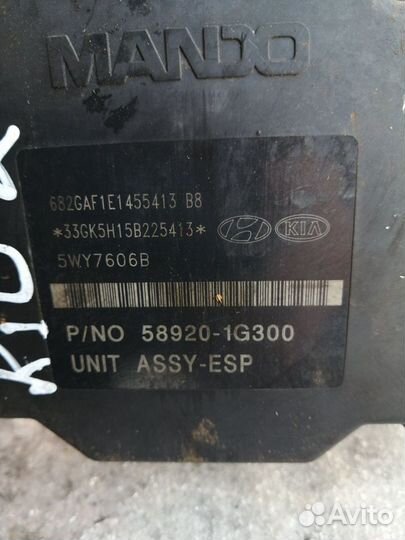 MANDO
682GAF1E1455413 B8
*33GK5H15B225413*
KIA
5WY7606B
P/NO 58920-1G300
UNIT ASSY-ESP
Avito